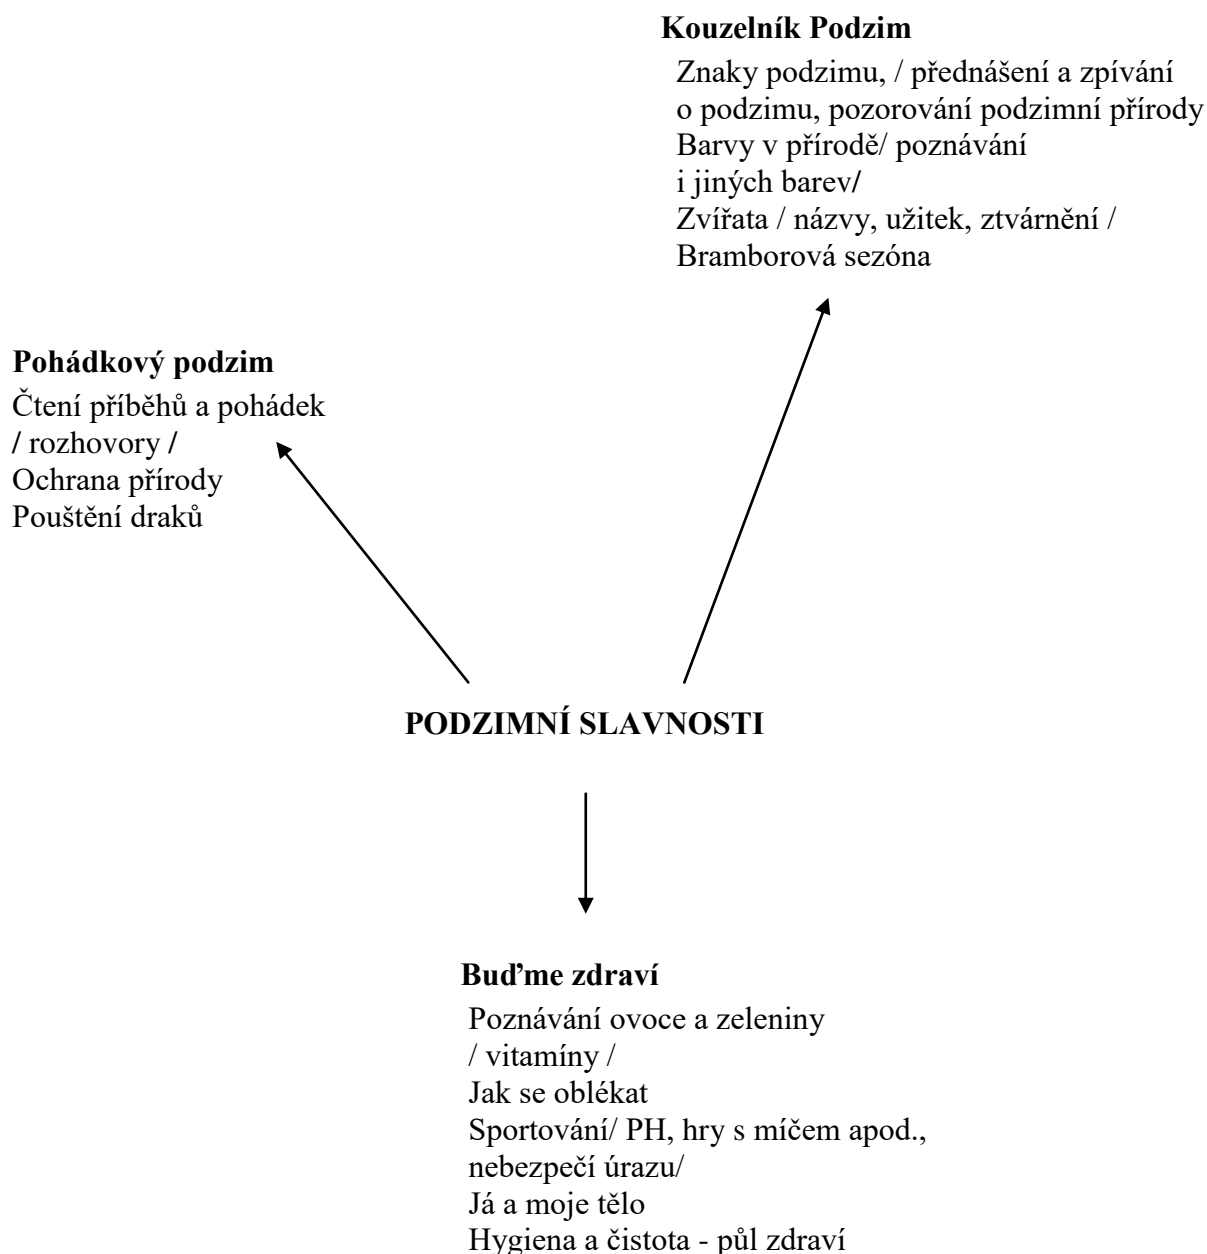 Kouzelník Podzim
Znaky podzimu, / přednášení a zpívání
o podzimu, pozorování podzimní přírody
Barvy v přírodě/ poznávání
i jiných barev/
Zvířata / názvy, užitek, ztvárnění /
Bramborová sezóna
Pohádkový podzim
Čtení příběhů a pohádek
/ rozhovory /
Ochrana přírody
Pouštění draků
PODZIMNÍ SLAVNOSTI
Buďme zdraví
Poznávání ovoce a zeleniny
/ vitamíny /
Jak se oblékat
Sportování/ PH, hry s míčem apod.,
nebezpečí úrazu/
Já a moje tělo
Hygiena a čistota - půl zdraví